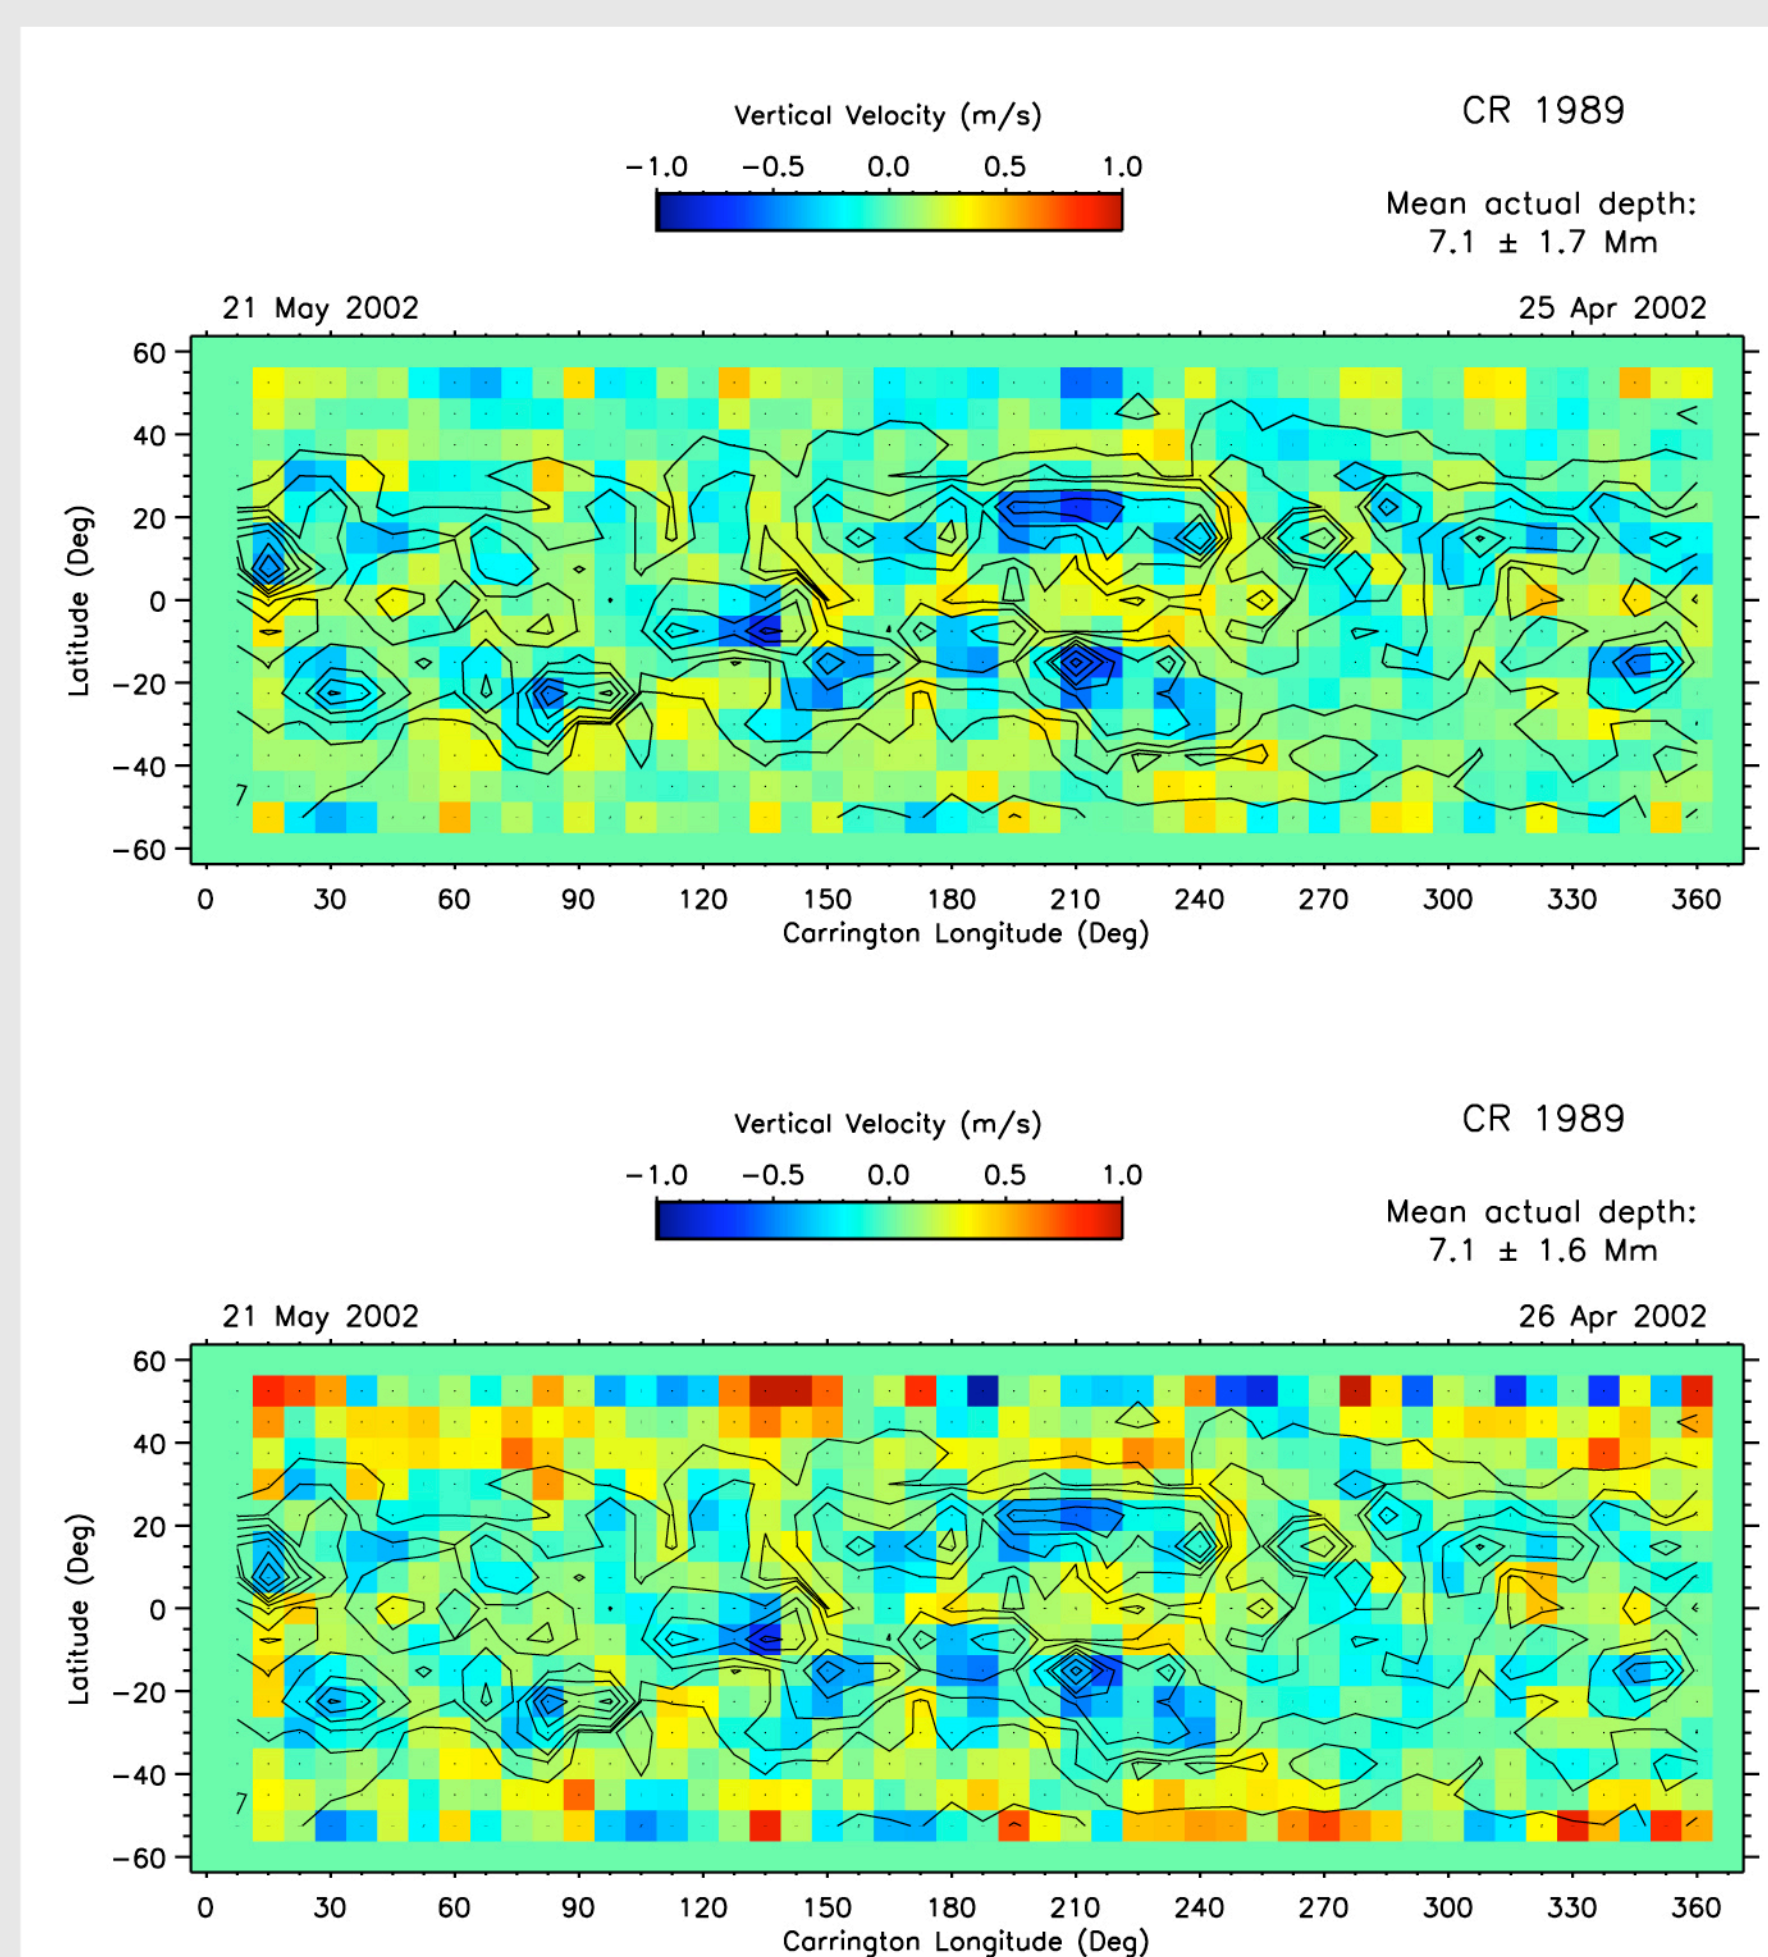 Vertical Velocity (m/s)
CR 1989
−1.0 −0.5 0.0 0.5 1.0
Mean actual depth:
7.1 ± 1.7 Mm
21 May 2002
25 Apr 2002
60
40
20
0
−20
−40
−60
Latitude (Deg)
0 30 60 90 120 150 180 210 240 270 300 330 360
Carrington Longitude (Deg)
Vertical Velocity (m/s)
CR 1989
−1.0 −0.5 0.0 0.5 1.0
Mean actual depth:
7.1 ± 1.6 Mm
21 May 2002
26 Apr 2002
60
40
20
0
−20
−40
−60
Latitude (Deg)
0 30 60 90 120 150 180 210 240 270 300 330 360
Carrington Longitude (Deg)